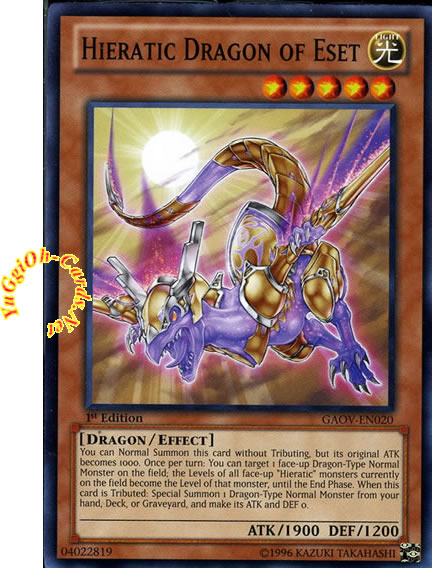 HIERATIC DRAGON OF ESET
LIGHT
光
YuGgiOh-Cards.Net
1st Edition
GAOV-EN020
[DRAGON/EFFECT]
You can Normal Summon this card without Tributing, but its original ATK
becomes 1000. Once per turn: You can target 1 face-up Dragon-Type Normal
Monster on the field; the Levels of all face-up "Hieratic" monsters currently
on the field become the Level of that monster, until the End Phase. When this
card is Tributed: Special Summon 1 Dragon-Type Normal Monster from your
hand, Deck, or Graveyard, and make its ATK and DEF 0.
ATK/1900 DEF/1200
04022819
©1996 KAZUKI TAKAHASHI